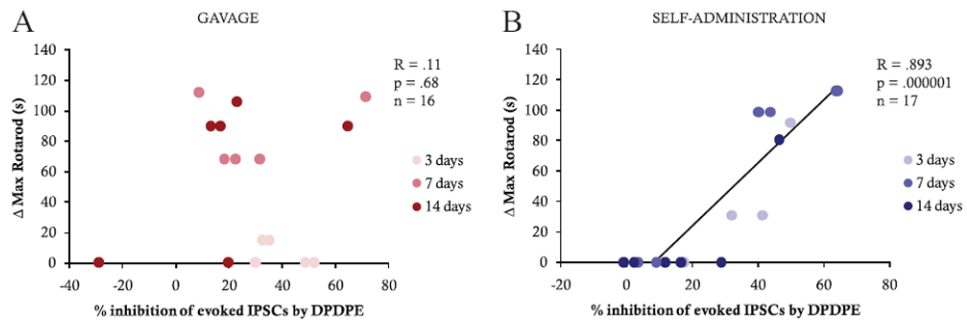 A
GAVAGE
R = .11
p = .68
n = 16
140
120
100
80
60
40
20
0
Δ Max Rotarod (s)
3 days
7 days
14 days
-40
-20
0
20
40
60
80
% inhibition of evoked IPSCs by DPDPE
B
SELF-ADMINISTRATION
R = .893
p = .000001
n = 17
140
120
100
80
60
40
20
0
Δ Max Rotarod (s)
3 days
7 days
14 days
-20
0
20
40
60
80
% inhibition of evoked IPSCs by DPDPE